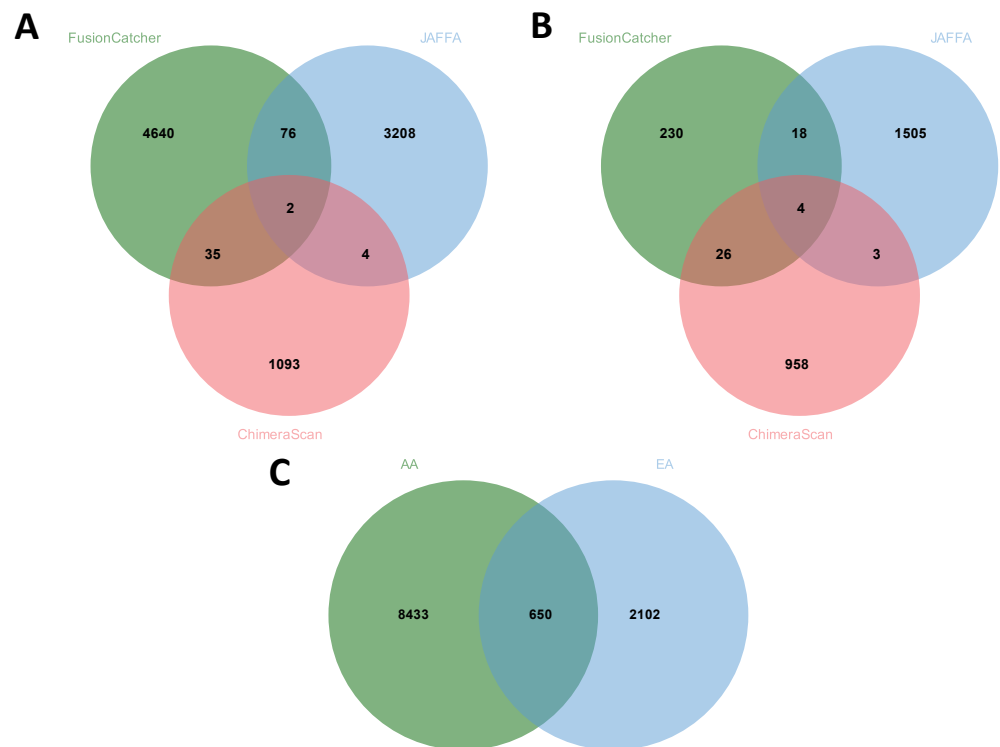 A
FusionCatcher
JAFFA
4640
76
3208
2
35
4
1093
ChimeraScan
B
FusionCatcher
JAFFA
230
18
1505
4
26
3
958
ChimeraScan
C
AA
EA
8433
650
2102